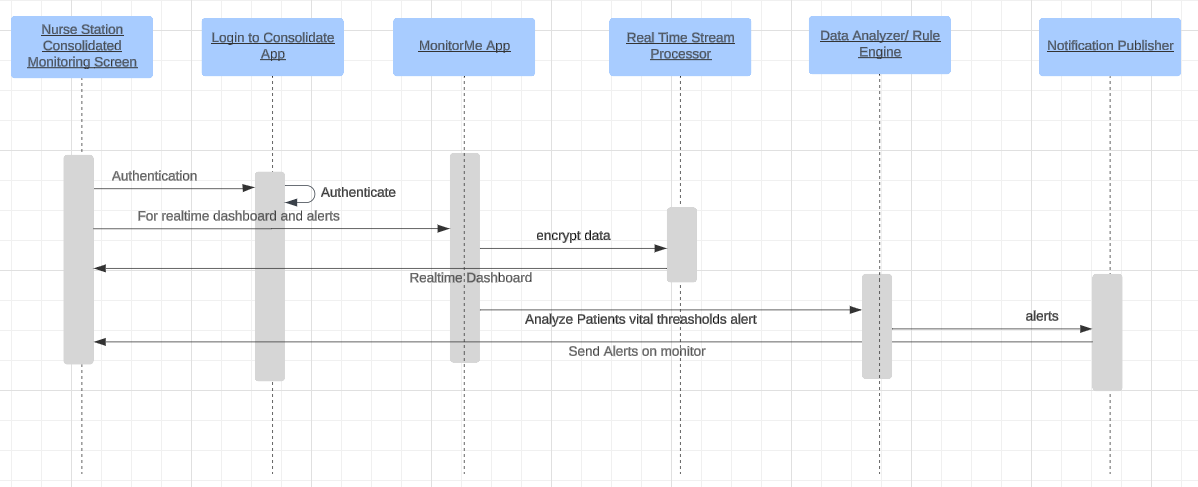 Nurse Station
Consolidated
Monitoring Screen
Login to Consolidate
App
MonitorMe App
Real Time Stream
Processor
Data Analyzer/ Rule
Engine
Notification Publisher
Authentication
Authenticate
For realtime dashboard and alerts
encrypt data
Realtime Dashboard
Analyze Patients vital threasholds alert
alerts
Send Alerts on monitor